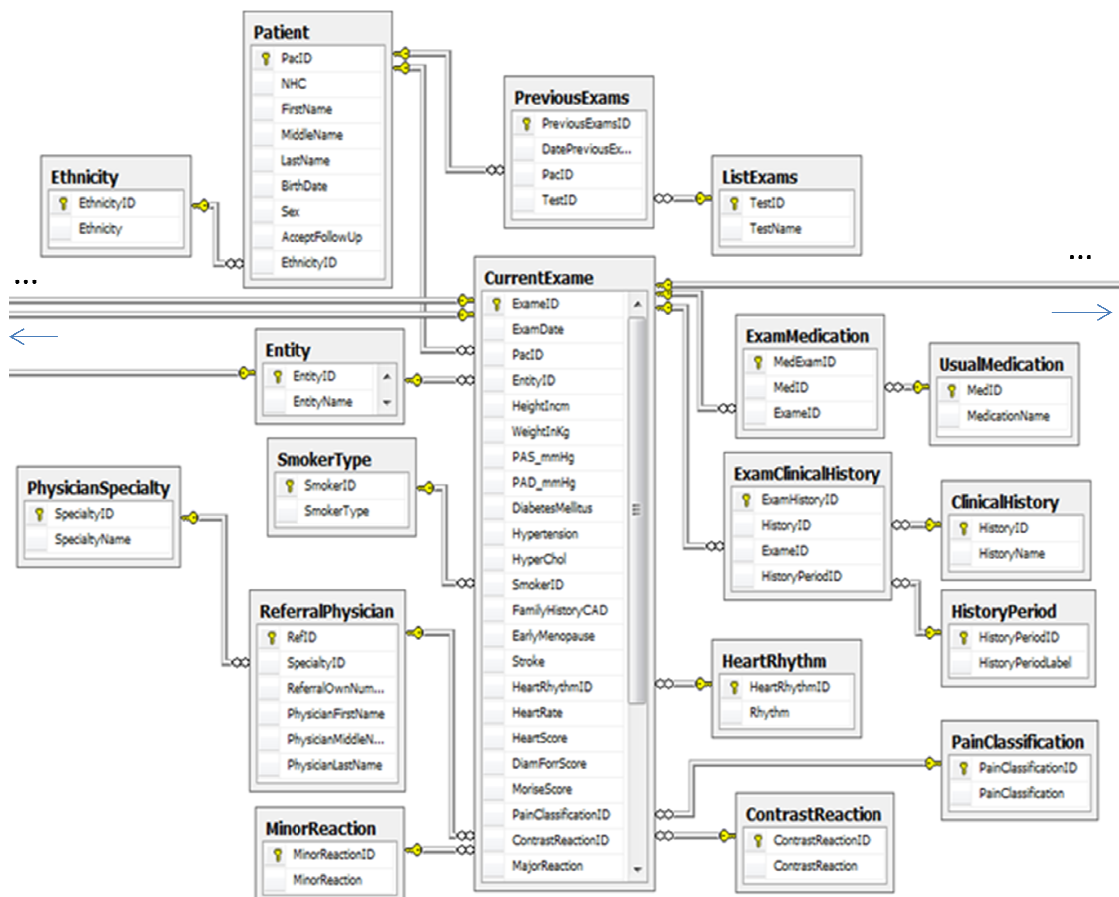 Patient
PacID
NHC
FirstName
MiddleName
LastName
BirthDate
Sex
AcceptFollowUp
EthnicityID
PreviousExams
PreviousExamsID
DatePreviousEx...
PacID
TestID
Ethnicity
EthnicityID
Ethnicity
ListExams
TestID
TestName
...
...
CurrentExame
ExameID
ExamDate
PacID
EntityID
HeightIncm
WeightInKg
PAS_mmHg
PAD_mmHg
DiabetesMellitus
Hypertension
HyperChol
SmokerID
FamilyHistoryCAD
EarlyMenopause
Stroke
HeartRhythmID
HeartRate
HeartScore
DiamForrScore
MoriseScore
PainClassificationID
ContrastReactionID
MajorReaction
Entity
EntityID
EntityName
ExamMedication
MedExamID
MedID
ExameID
UsualMedication
MedID
MedicationName
SmokerType
SmokerID
SmokerType
PhysicianSpecialty
SpecialtyID
SpecialtyName
ExamClinicalHistory
ExamHistoryID
HistoryID
ExameID
HistoryPeriodID
ClinicalHistory
HistoryID
HistoryName
HistoryPeriod
HistoryPeriodID
HistoryPeriodLabel
ReferralPhysician
RefID
SpecialtyID
ReferralOwnNum...
PhysicianFirstName
PhysicianMiddleN...
PhysicianLastName
HeartRhythm
HeartRhythmID
Rhythm
PainClassification
PainClassificationID
PainClassification
MinorReaction
MinorReactionID
MinorReaction
ContrastReaction
ContrastReactionID
ContrastReaction